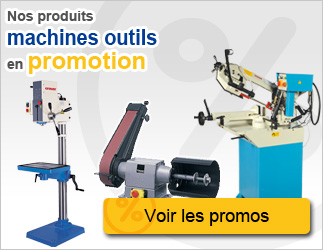 Nos produits
machines outils
en promotion
%
Voir les promos